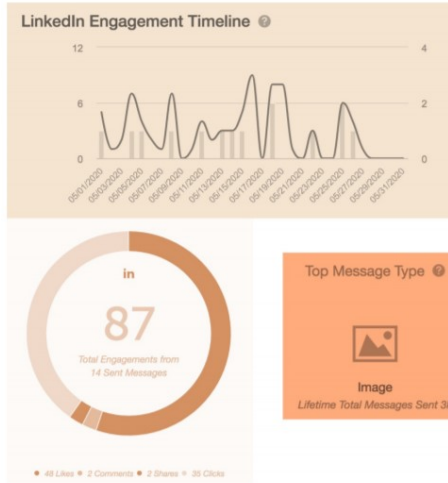 LinkedIn Engagement Timeline
12
4
6
2
0
0
05/01/2020
05/03/2020
05/05/2020
05/07/2020
05/09/2020
05/11/2020
05/13/2020
05/15/2020
05/17/2020
05/19/2020
05/21/2020
05/23/2020
05/25/2020
05/27/2020
05/29/2020
05/31/2020
in
87
Total Engagements from
14 Sent Messages
48 Likes 2 Comments 2 Shares 35 Clicks
Top Message Type
Image
Lifetime Total Messages Sent